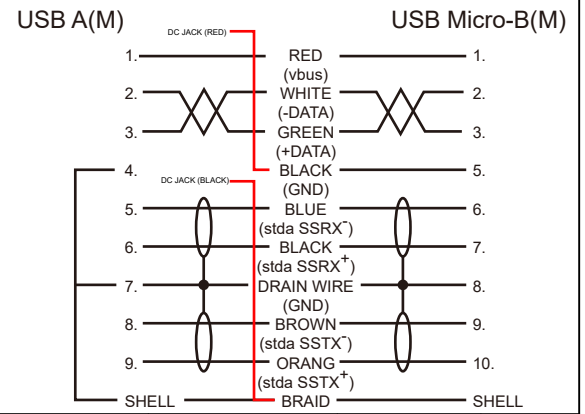 USB A(M) USB Micro-B(M)
DC JACK (RED)
1. RED 1.
(vbus)
2. WHITE 2.
(-DATA)
3. GREEN 3.
(+DATA)
4. BLACK 5.
DC JACK (BLACK)
(GND)
5. BLUE 6.
(stda SSRX-)
6. BLACK 7.
(stda SSRX+)
7. DRAIN WIRE 8.
(GND)
8. BROWN 9.
(stda SSTX-)
9. ORANG 10.
(stda SSTX+)
SHELL BRAID SHELL